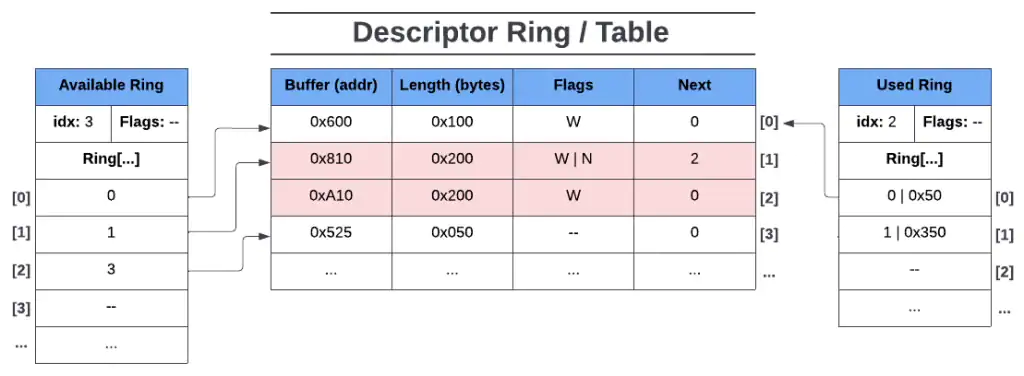 Descriptor Ring / Table
Available Ring
idx: 3 Flags: --
Ring[...]
[0] 0
[1] 1
[2] 3
[3] --
... ...
Buffer (addr) Length (bytes) Flags Next
0x600 0x100 W 0 [0]
0x810 0x200 W | N 2 [1]
0xA10 0x200 W 0 [2]
0x525 0x050 -- 0 [3]
... ... ... ... ...
Used Ring
idx: 2 Flags: --
Ring[...]
0 | 0x50 [0]
1 | 0x350 [1]
-- [2]
... ...